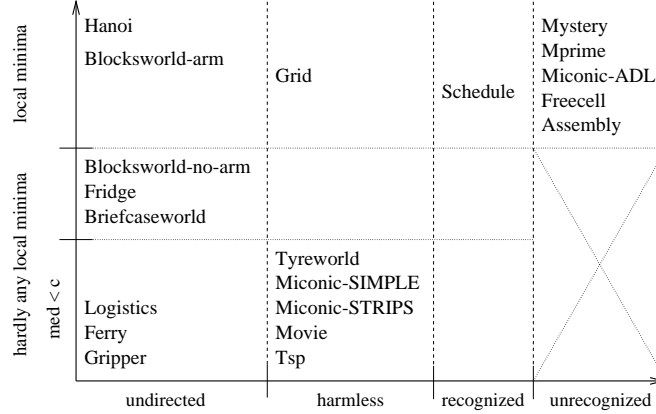 local minima
Hanoi
Blocksworld-arm
Grid
Schedule
Mystery
Mprime
Miconic-ADL
Freecell
Assembly
hardly any local minima
Blocksworld-no-arm
Fridge
Briefcaseworld
med < c
Logistics
Ferry
Gripper
Tyreworld
Miconic-SIMPLE
Miconic-STRIPS
Movie
Tsp
undirected
harmless
recognized
unrecognized